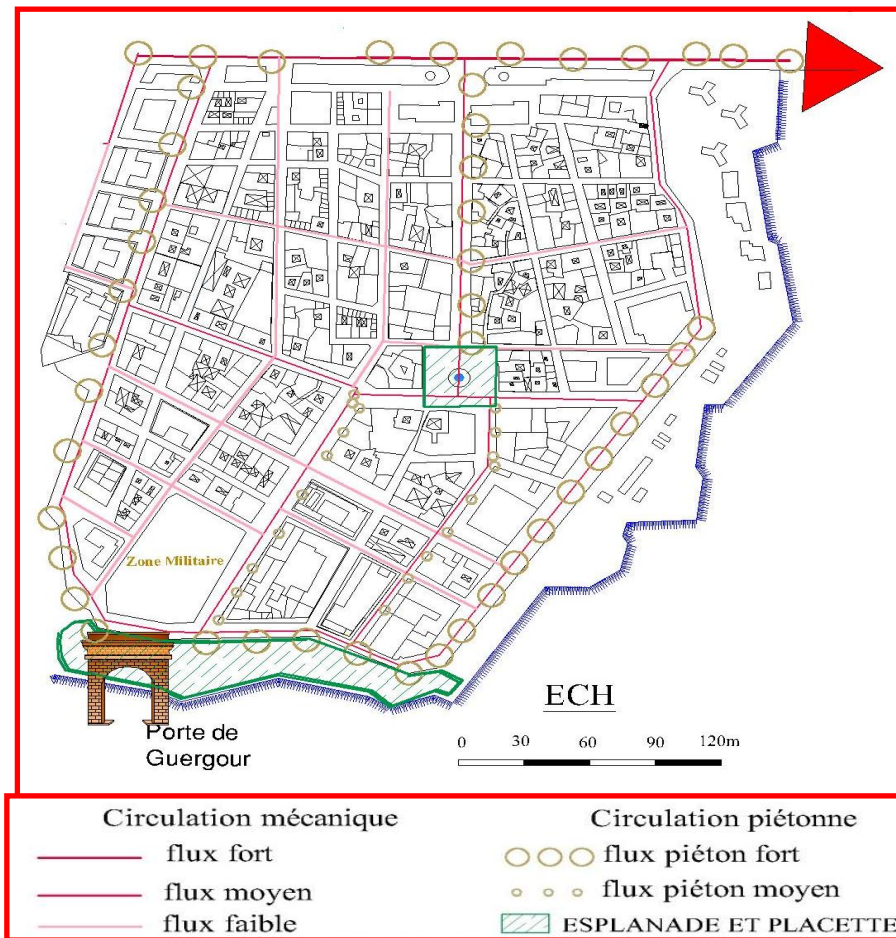 Zone Militaire
Porte de
Guergour
ECH
0 30 60 90 120m
Circulation mécanique
flux fort
flux moyen
flux faible
Circulation piétonne
flux piéton fort
flux piéton moyen
ESPLANADE ET PLACETTE